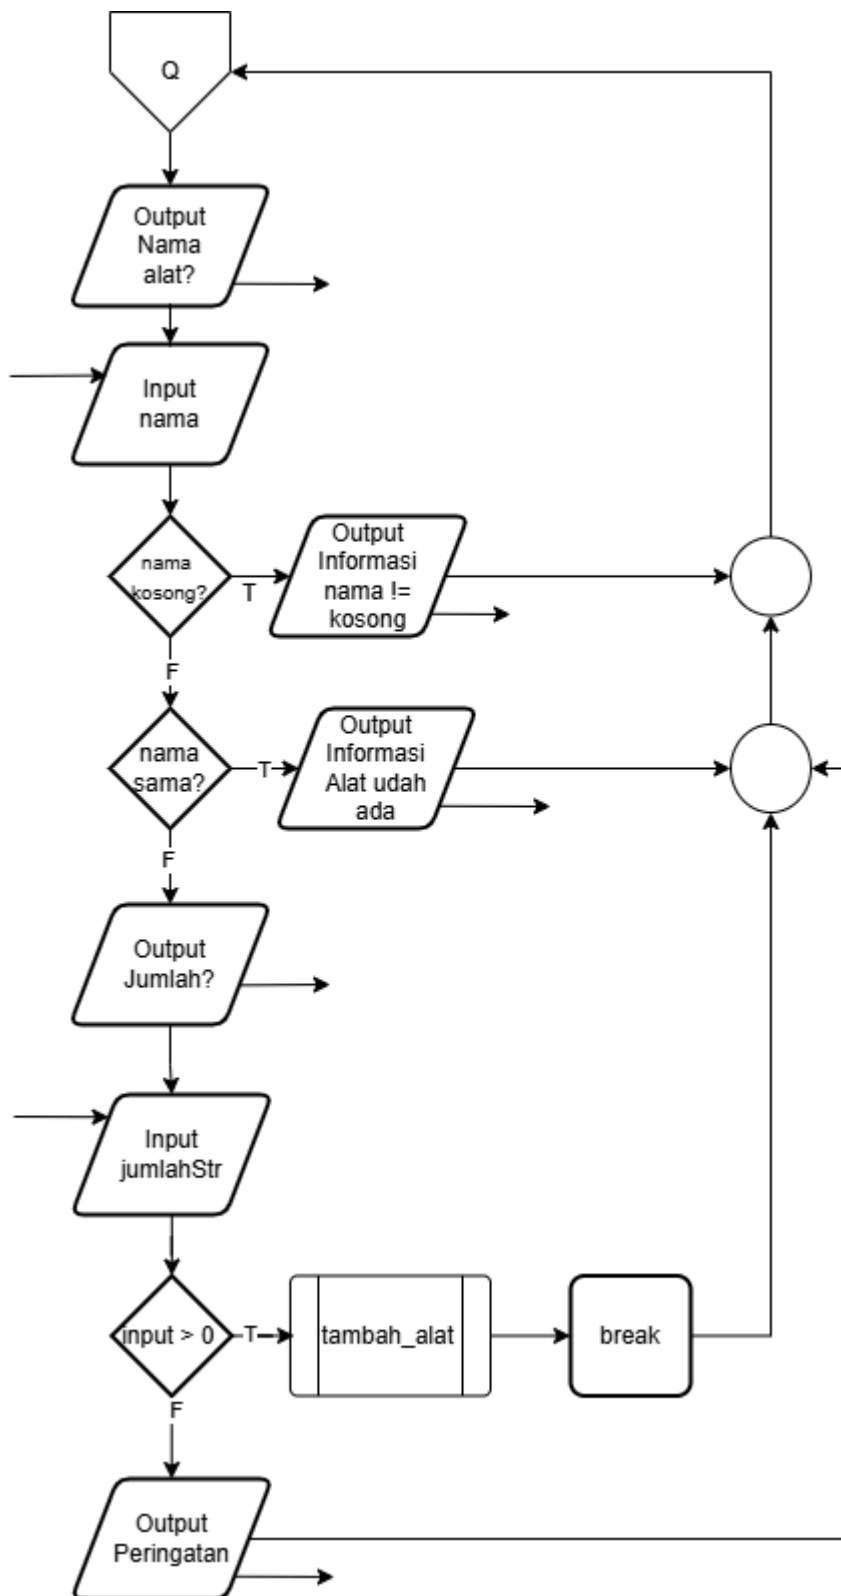 Q
Output
Nama
alat?
Input
nama
nama
kosong?
T
Output
Informasi
nama !=
kosong
F
nama
sama?
T
Output
Informasi
Alat udah
ada
F
Output
Jumlah?
Input
jumlahStr
input > 0
T
tambah_alat
break
F
Output
Peringatan